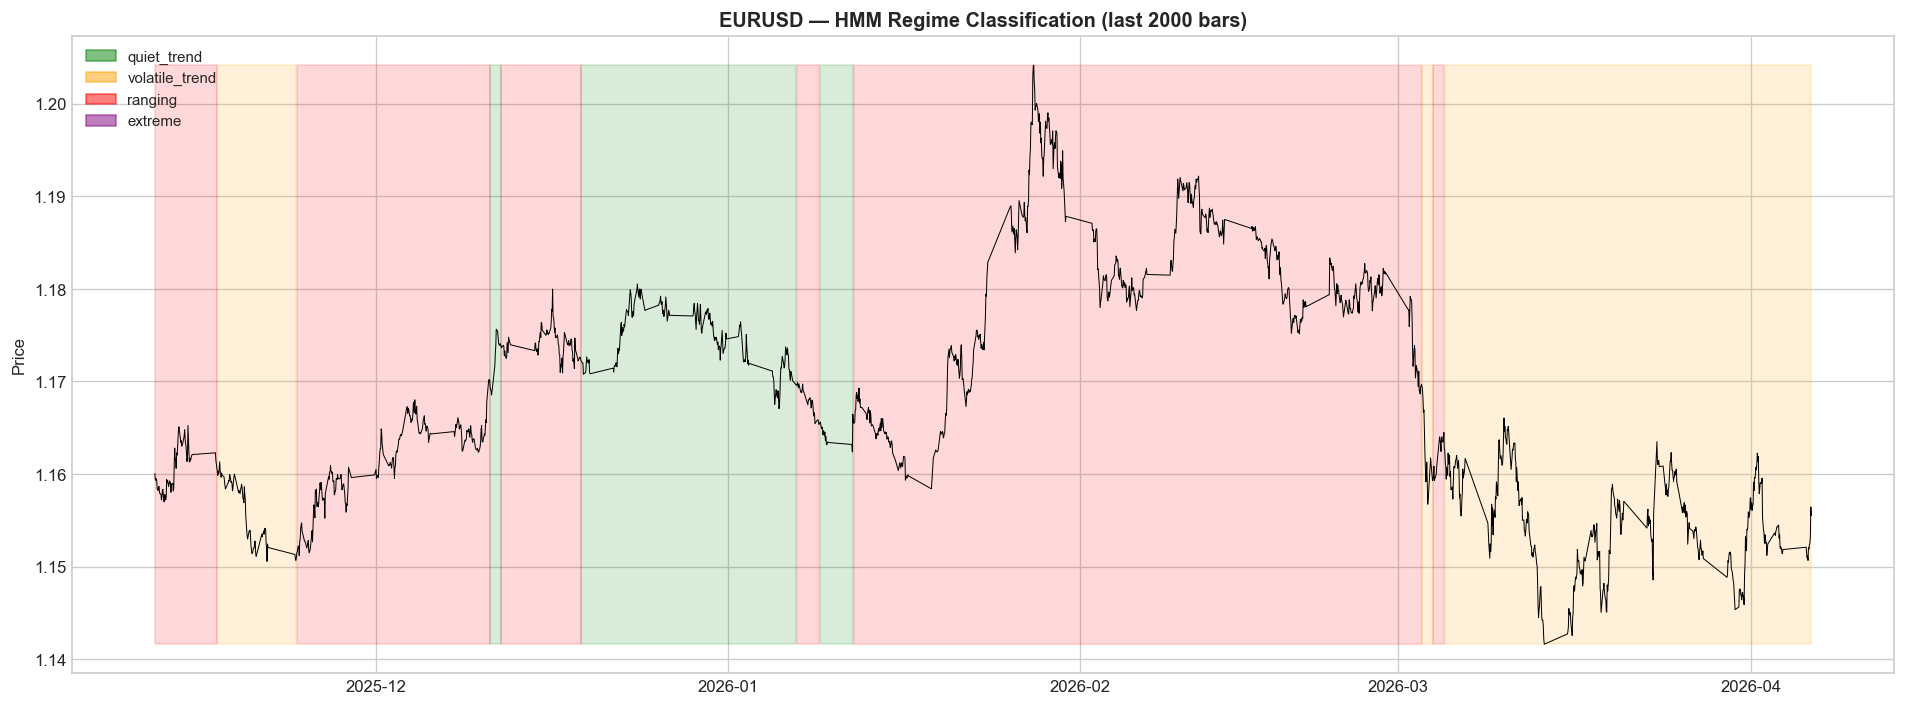 EURUSD — HMM Regime Classification (last 2000 bars)
quiet_trend
volatile_trend
ranging
extreme
1.20
1.19
1.18
1.17
1.16
1.15
1.14
Price
2025-12
2026-01
2026-02
2026-03
2026-04